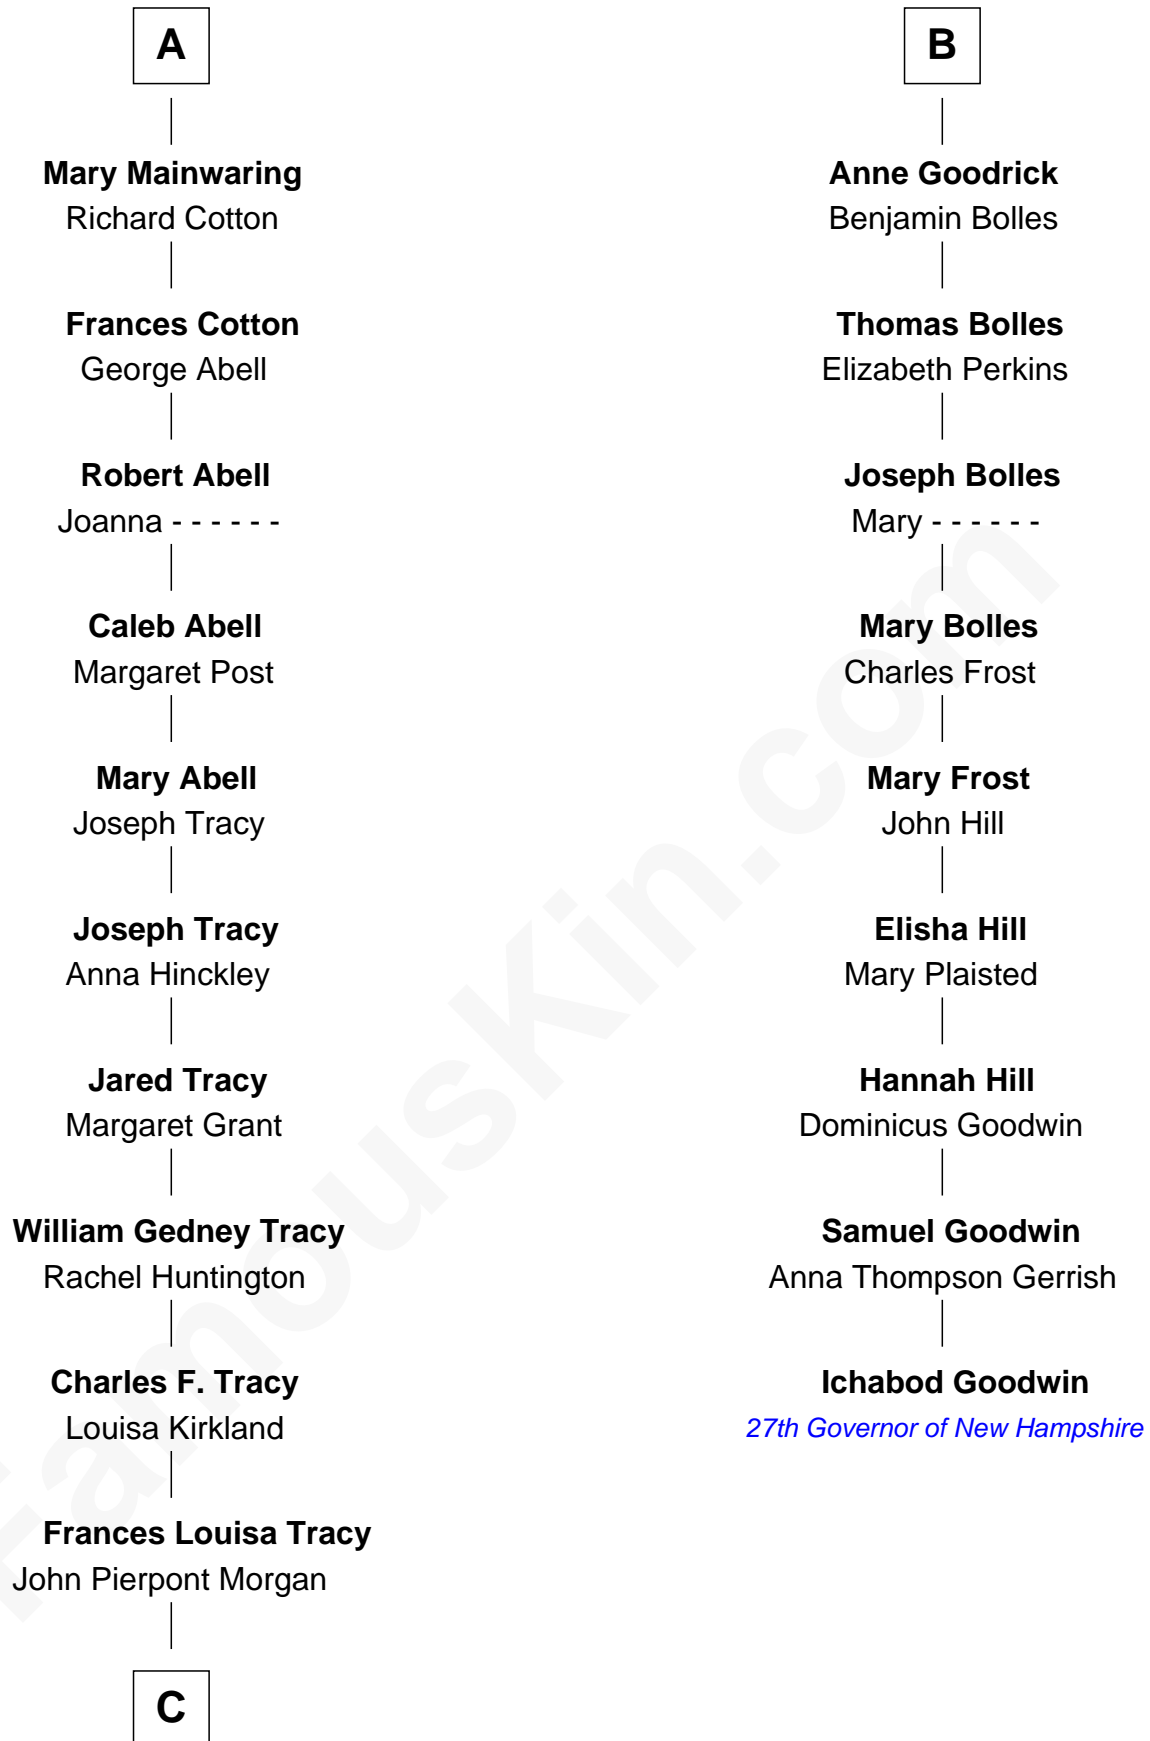 A
Mary Mainwaring
Richard Cotton
Frances Cotton
George Abell
Robert Abell
Joanna - - - - - -
Caleb Abell
Margaret Post
Mary Abell
Joseph Tracy
Joseph Tracy
Anna Hinckley
Jared Tracy
Margaret Grant
William Gedney Tracy
Rachel Huntington
Charles F. Tracy
Louisa Kirkland
Frances Louisa Tracy
John Pierpont Morgan
C
B
Anne Goodrick
Benjamin Bolles
Thomas Bolles
Elizabeth Perkins
Joseph Bolles
Mary - - - - - -
Mary Bolles
Charles Frost
Mary Frost
John Hill
Elisha Hill
Mary Plaisted
Hannah Hill
Dominicus Goodwin
Samuel Goodwin
Anna Thompson Gerrish
Ichabod Goodwin
27th Governor of New Hampshire
FamousKin.com